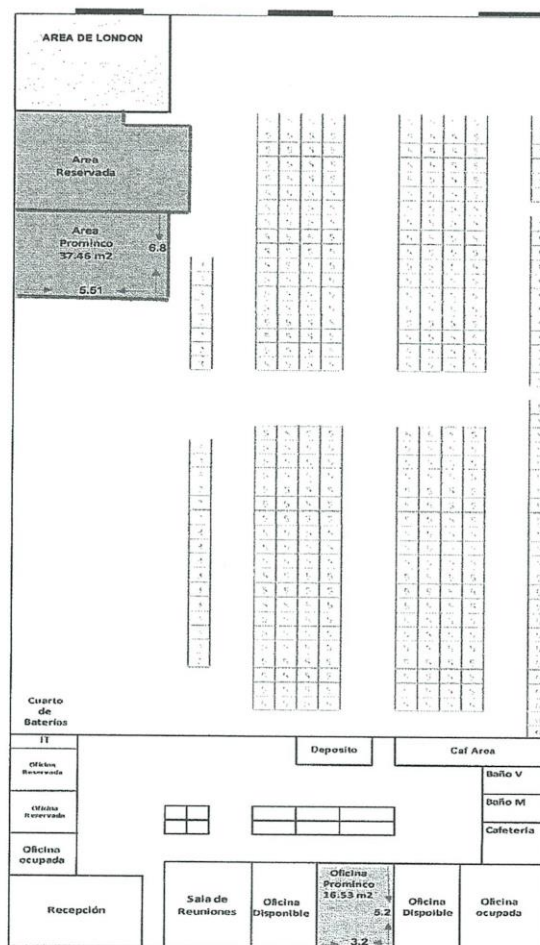 AREA DE LONDON
Area
Reservada
Area
Prominco
37.46 m2
6.8
5.51
Cuarto
de
Baterios
IT
Oficina
Reservada
Oficina
Reservada
Oficina
ocupada
Deposito
Caf Area
Baño V
Baño M
Cafeteria
Recepción
Sala de
Reuniones
Oficina
Disponible
Oficina
Prominco
16.53 m2
5.2
3.2
Oficina
Dispoible
Oficina
ocupada